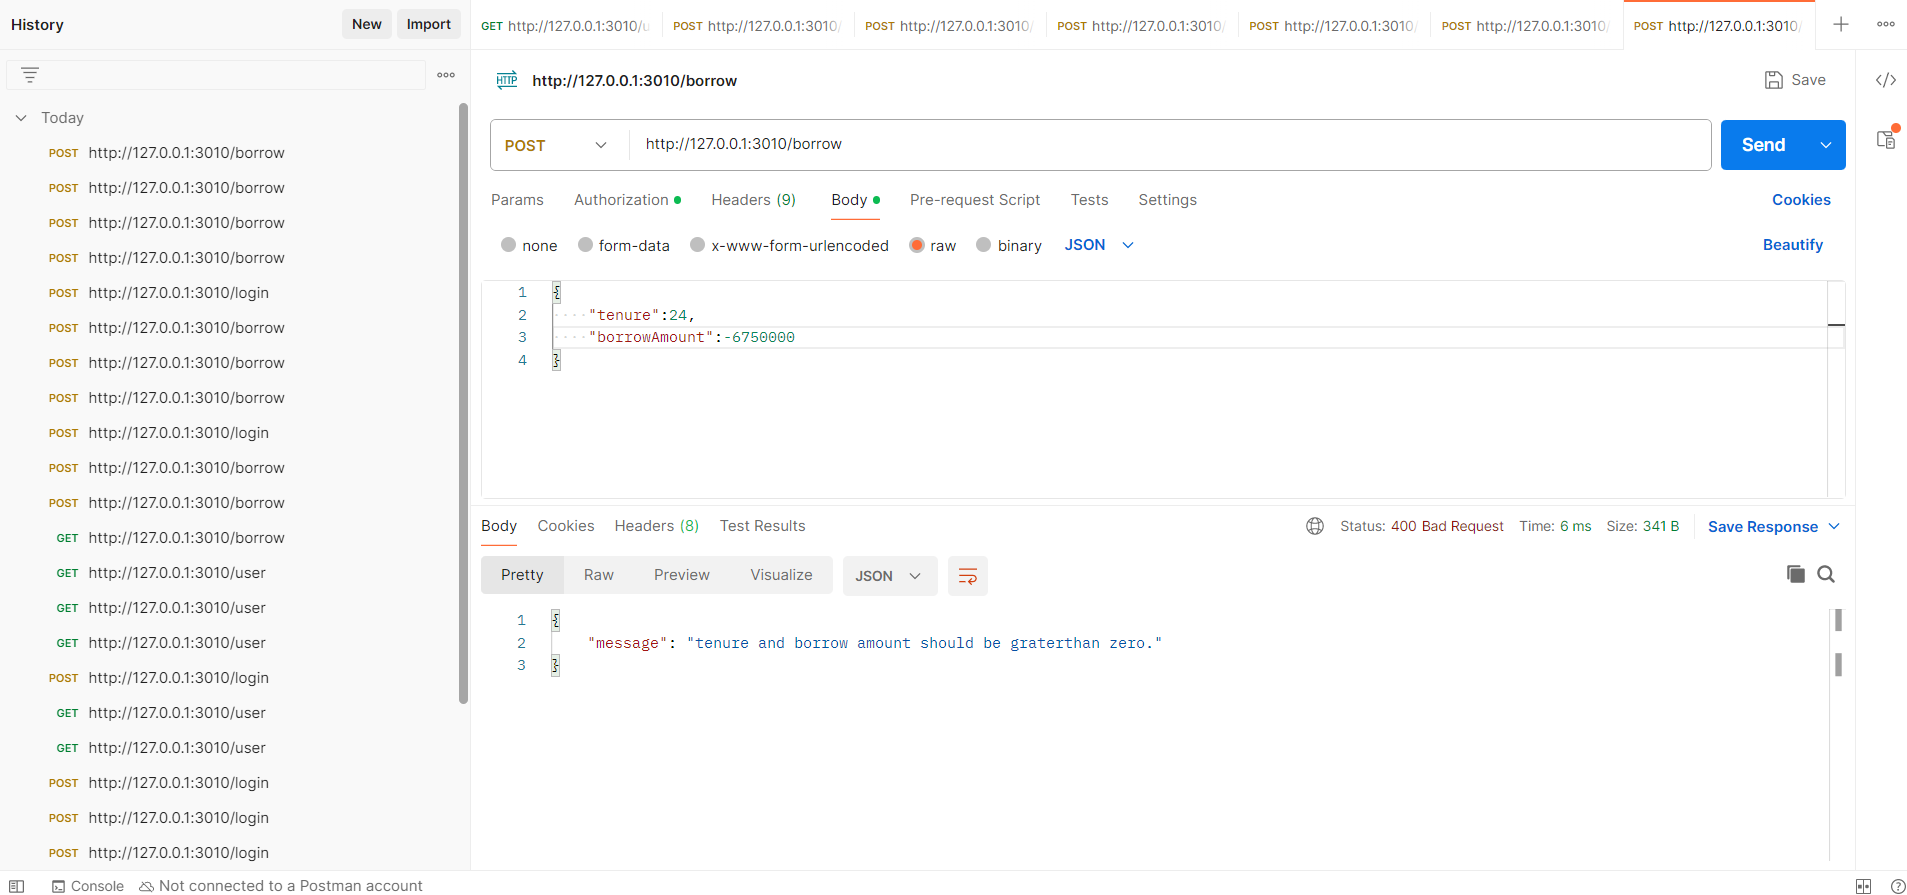 History
New
Import
Today
POST http://127.0.0.1:3010/borrow
POST http://127.0.0.1:3010/borrow
POST http://127.0.0.1:3010/borrow
POST http://127.0.0.1:3010/borrow
POST http://127.0.0.1:3010/login
POST http://127.0.0.1:3010/borrow
POST http://127.0.0.1:3010/borrow
POST http://127.0.0.1:3010/borrow
POST http://127.0.0.1:3010/login
POST http://127.0.0.1:3010/borrow
POST http://127.0.0.1:3010/borrow
GET http://127.0.0.1:3010/borrow
GET http://127.0.0.1:3010/user
GET http://127.0.0.1:3010/user
GET http://127.0.0.1:3010/user
POST http://127.0.0.1:3010/login
GET http://127.0.0.1:3010/user
GET http://127.0.0.1:3010/user
POST http://127.0.0.1:3010/login
POST http://127.0.0.1:3010/login
POST http://127.0.0.1:3010/login
GET http://127.0.0.1:3010/u POST http://127.0.0.1:3010/ POST http://127.0.0.1:3010/ POST http://127.0.0.1:3010/ POST http://127.0.0.1:3010/ POST http://127.0.0.1:3010/ POST http://127.0.0.1:3010/
HTTP http://127.0.0.1:3010/borrow Save
POST http://127.0.0.1:3010/borrow Send
Params Authorization Headers (9) Body Pre-request Script Tests Settings Cookies
none form-data x-www-form-urlencoded raw binary JSON Beautify
1 {
2 "tenure":24,
3 "borrowAmount":-6750000
4 }
Body Cookies Headers (8) Test Results Status: 400 Bad Request Time: 6 ms Size: 341 B Save Response
Pretty Raw Preview Visualize JSON
1 {
2 "message": "tenure and borrow amount should be graterthan zero."
3 }
Console Not connected to a Postman account